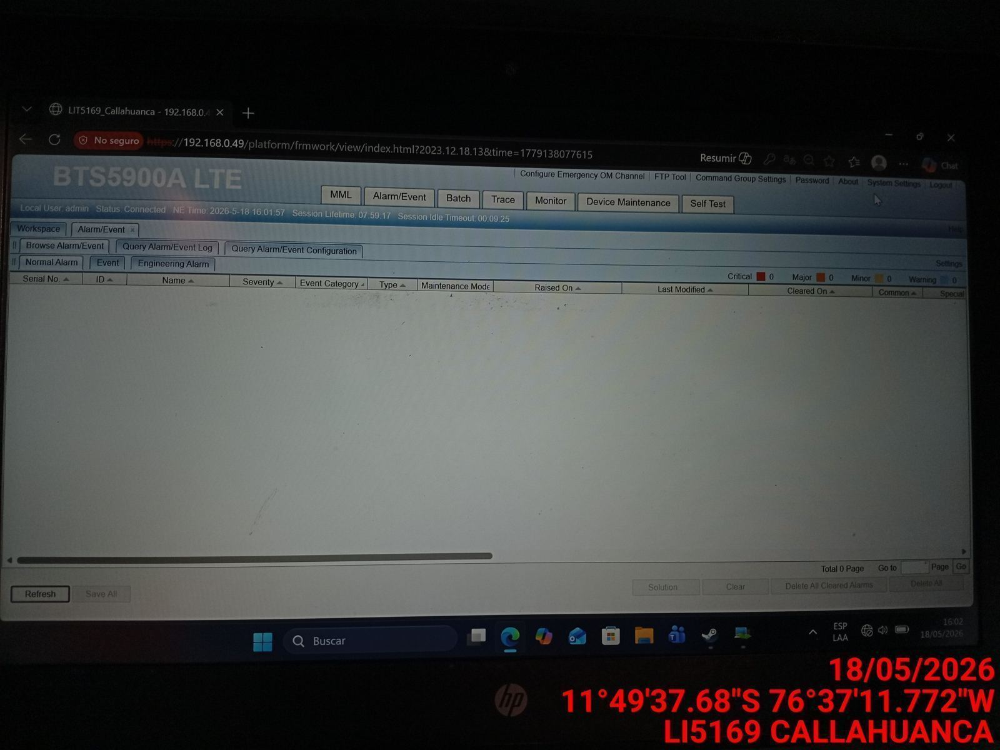 LIT5169_Callahuanca - 192.168.0.4
No seguro https://192.168.0.49/platform/frmwork/view/index.html?2023.12.18.13&time=1779138077615
Resumir
Chat
BTS5900A LTE
Configure Emergency OM Channel | FTP Tool | Command Group Settings | Password | About | System Settings | Logout
MML Alarm/Event Batch Trace Monitor Device Maintenance Self Test
Local User: admin Status: Connected NE Time: 2026-5-18 16:01:57 Session Lifetime: 07:59:17 Session Idle Timeout: 00:09:25
Workspace Alarm/Event Help
Browse Alarm/Event Query Alarm/Event Log Query Alarm/Event Configuration
Normal Alarm Event Engineering Alarm Settings
Critical 0 Major 0 Minor 0 Warning 0
Serial No. ID Name Severity Event Category Type Maintenance Mode Raised On Last Modified Cleared On Common Special
Total 0 Page Go to Page Go
Refresh Save All Solution Clear Delete All Cleared Alarms Delete All
Buscar
ESP
LAA
16:02
18/05/2026
hp
18/05/2026
11°49'37.68"S 76°37'11.772"W
LI5169 CALLAHUANCA